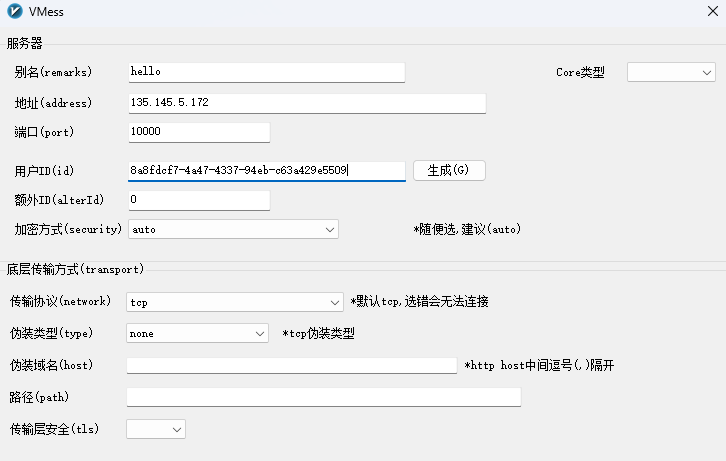 VMess
服务器
别名(remarks) hello Core类型
地址(address) 135.145.5.172
端口(port) 10000
用户ID(id) 8a8fdcf7-4a47-4337-94eb-c63a429e5509 生成(G)
额外ID(alterId) 0
加密方式(security) auto *随便选,建议(auto)
底层传输方式(transport)
传输协议(network) tcp *默认tcp,选错会无法连接
伪装类型(type) none *tcp伪装类型
伪装域名(host) *http host中间逗号(,)隔开
路径(path)
传输层安全(tls)